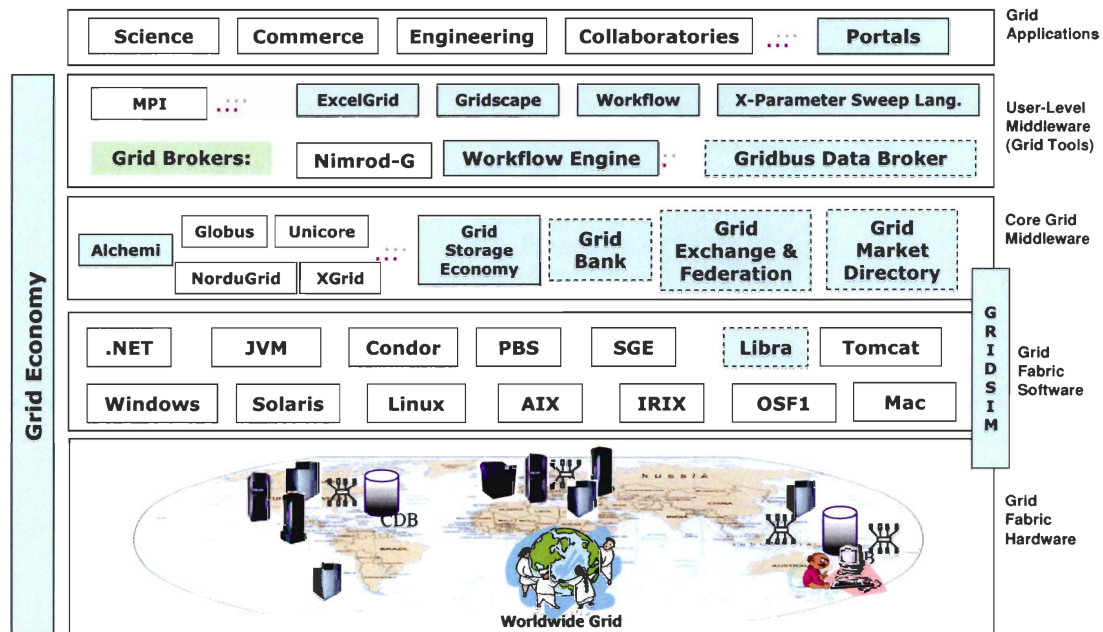 Science
Commerce
Engineering
Collaboratories
Portals
Grid
Applications
Grid Economy
MPI
ExcelGrid
Gridscape
Workflow
X-Parameter Sweep Lang.
Grid Brokers:
Nimrod-G
Workflow Engine
Gridbus Data Broker
User-Level
Middleware
(Grid Tools)
Alchemi
Globus
Unicore
NorduGrid
XGrid
Grid
Storage
Economy
Grid
Bank
Grid
Exchange &
Federation
Grid
Market
Directory
Core Grid
Middleware
.NET
JVM
Condor
PBS
SGE
Libra
Tomcat
Windows
Solaris
Linux
AIX
IRIX
OSF1
Mac
GRIDSIM
Grid
Fabric
Software
CDB
RUSSIA
BRAZIL
Worldwide Grid
Grid
Fabric
Hardware